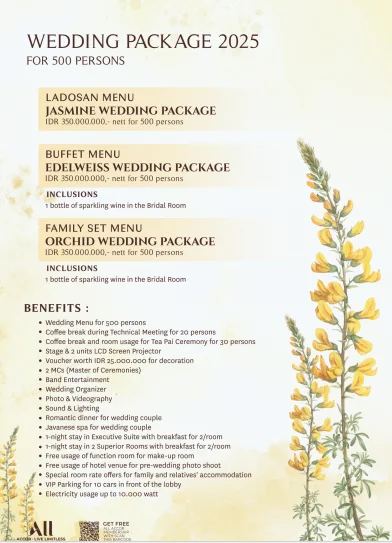 WEDDING PACKAGE 2025
FOR 500 PERSONS
LADOSAN MENU
JASMINE WEDDING PACKAGE
IDR 350.000.000,- nett for 500 persons
BUFFET MENU
EDELWEISS WEDDING PACKAGE
IDR 350.000.000,- nett for 500 persons
INCLUSIONS
1 bottle of sparkling wine in the Bridal Room
FAMILY SET MENU
ORCHID WEDDING PACKAGE
IDR 350.000.000,- nett for 500 persons
INCLUSIONS
1 bottle of sparkling wine in the Bridal Room
BENEFITS :
• Wedding Menu for 500 persons
• Coffee break during Technical Meeting for 20 persons
• Coffee break and room usage for Tea Pai Ceremony for 30 persons
• Stage & 2 units LCD Screen Projector
• Voucher worth IDR 25.000.000 for decoration
• 2 MCs (Master of Ceremonies)
• Band Entertainment
• Wedding Organizer
• Photo & Videography
• Sound & Lighting
• Romantic dinner for wedding couple
• Javanese spa for wedding couple
• 1-night stay in Executive Suite with breakfast for 2/room
• 1-night stay in 2 Superior Rooms with breakfast for 2/room
• Free usage of function room for make-up room
• Free usage of hotel venue for pre-wedding photo shoot
• Special room rate offers for family and relatives' accommodation
• VIP Parking for 10 cars in front of the lobby
• Electricity usage up to 10.000 watt
ALL
ACCOR LIVE LIMITLESS
GET FREE
ALL ACCOR
MEMBERSHIP
WITH SCAN
THIS BARCODE